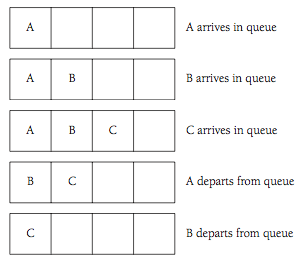 A A arrives in queue
A B B arrives in queue
A B C C arrives in queue
B C A departs from queue
C B departs from queue